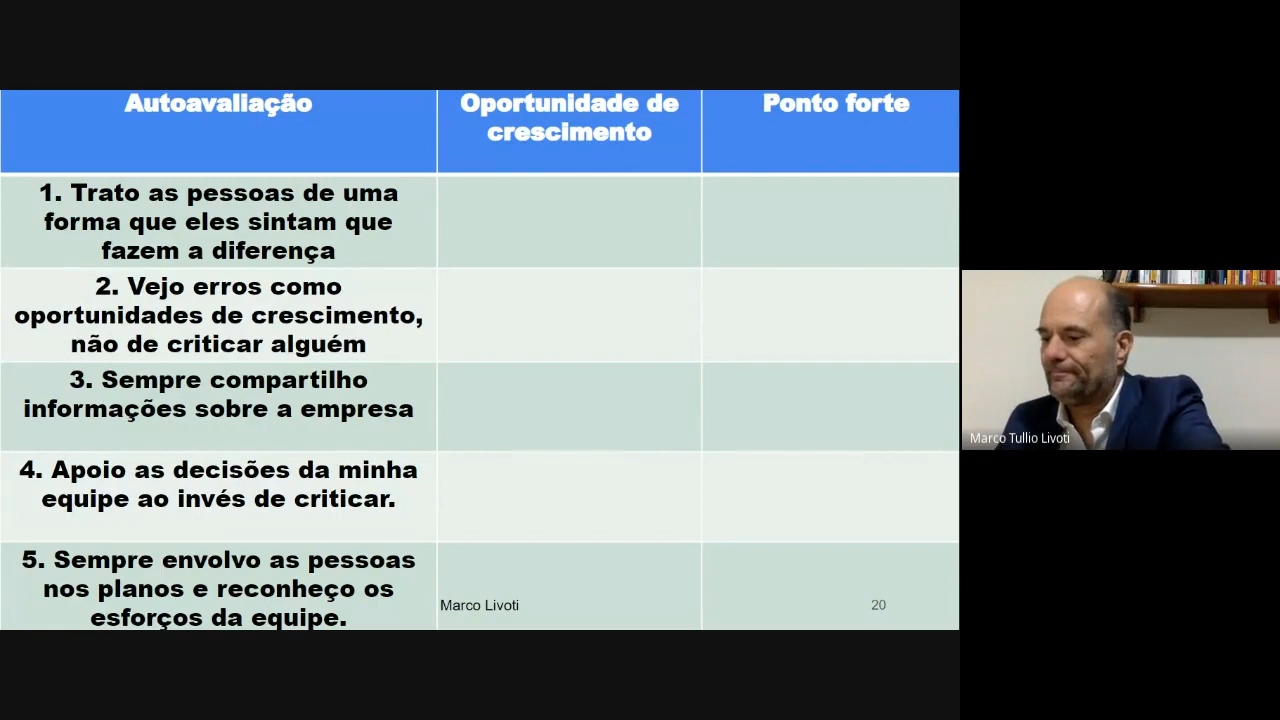 Autoavaliação
Oportunidade de
crescimento
Ponto forte
1. Trato as pessoas de uma
forma que eles sintam que
fazem a diferença
2. Vejo erros como
oportunidades de crescimento,
não de criticar alguém
3. Sempre compartilho
informações sobre a empresa
4. Apoio as decisões da minha
equipe ao invés de criticar.
5. Sempre envolvo as pessoas
nos planos e reconheço os
esforços da equipe.
Marco Livoti
20
Marco Tullio Livoti